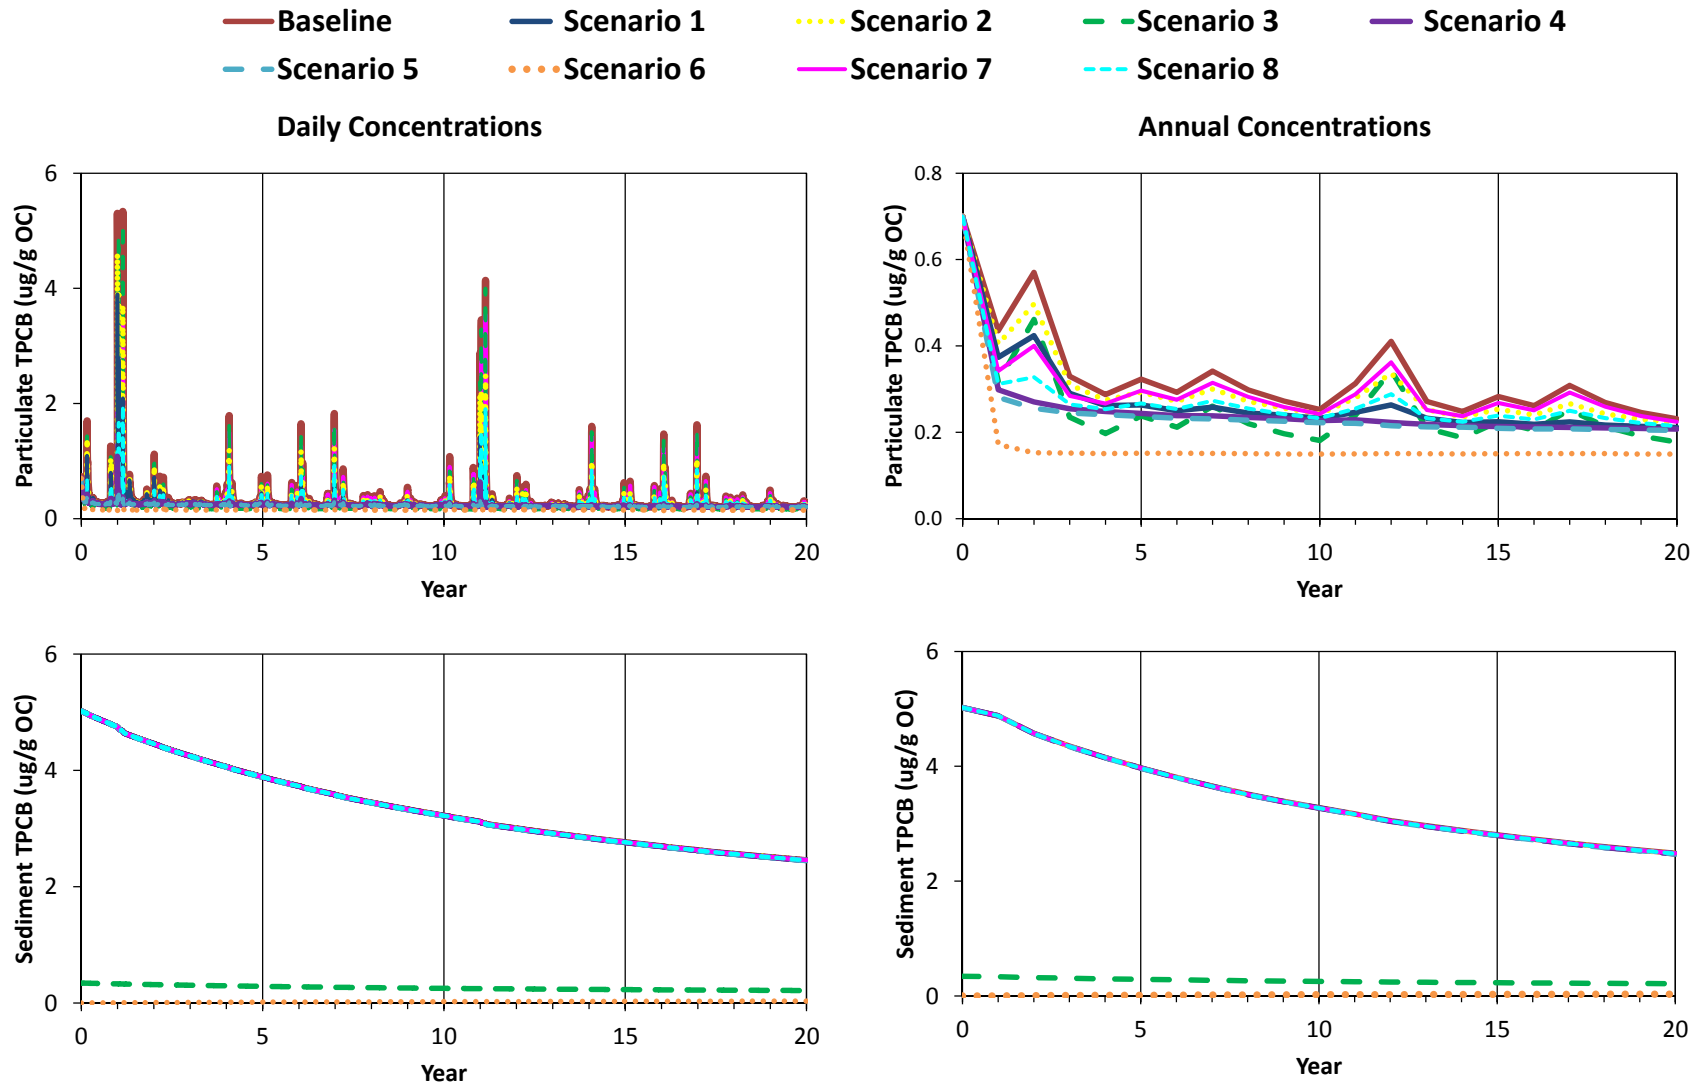 Baseline Scenario 1 Scenario 2 Scenario 3 Scenario 4
Scenario 5 Scenario 6 Scenario 7 Scenario 8
Daily Concentrations
Particulate TPCB (ug/g OC)
6
4
2
0
0 5 10 15 20
Year
Annual Concentrations
Particulate TPCB (ug/g OC)
0.8
0.6
0.4
0.2
0.0
0 5 10 15 20
Year
Sediment TPCB (ug/g OC)
6
4
2
0
0 5 10 15 20
Year
Sediment TPCB (ug/g OC)
6
4
2
0
0 5 10 15 20
Year